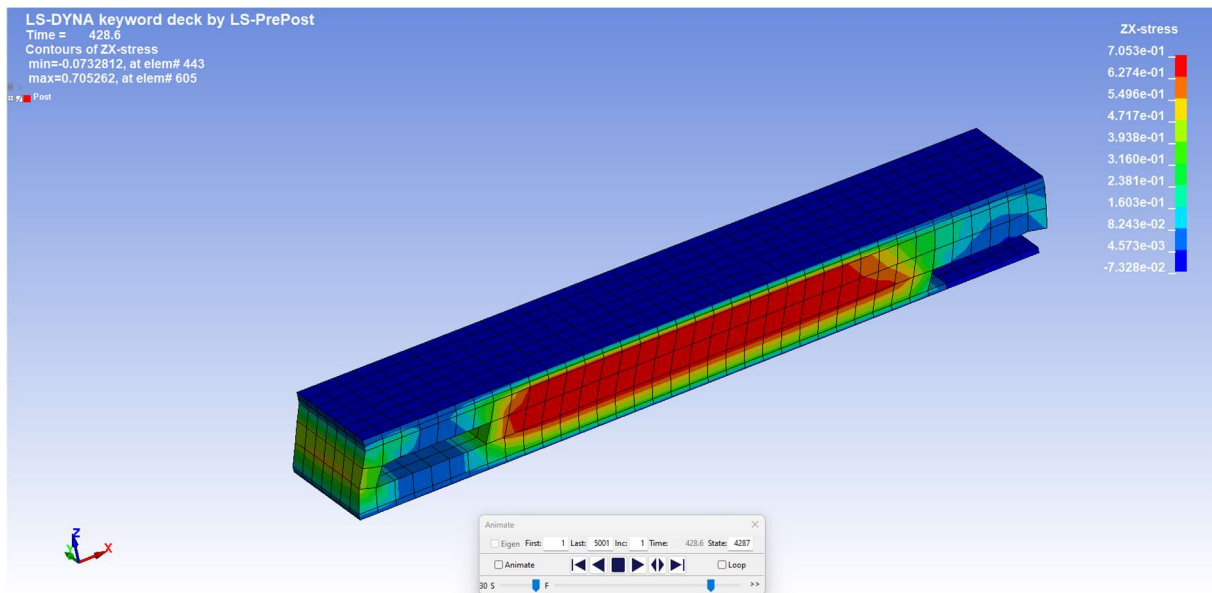 LS-DYNA keyword deck by LS-PrePost
Time = 428.6
Contours of ZX-stress
min=-0.0732812, at elem# 443
max=0.705262, at elem# 605
Post
ZX-stress
7.053e-01
6.274e-01
5.496e-01
4.717e-01
3.938e-01
3.160e-01
2.381e-01
1.603e-01
8.243e-02
4.573e-03
-7.328e-02
Z
X
Animate
Eigen First: 1 Last: 5001 Inc: 1 Time: 428.6 State: 4287
Animate Loop
30 S F >>